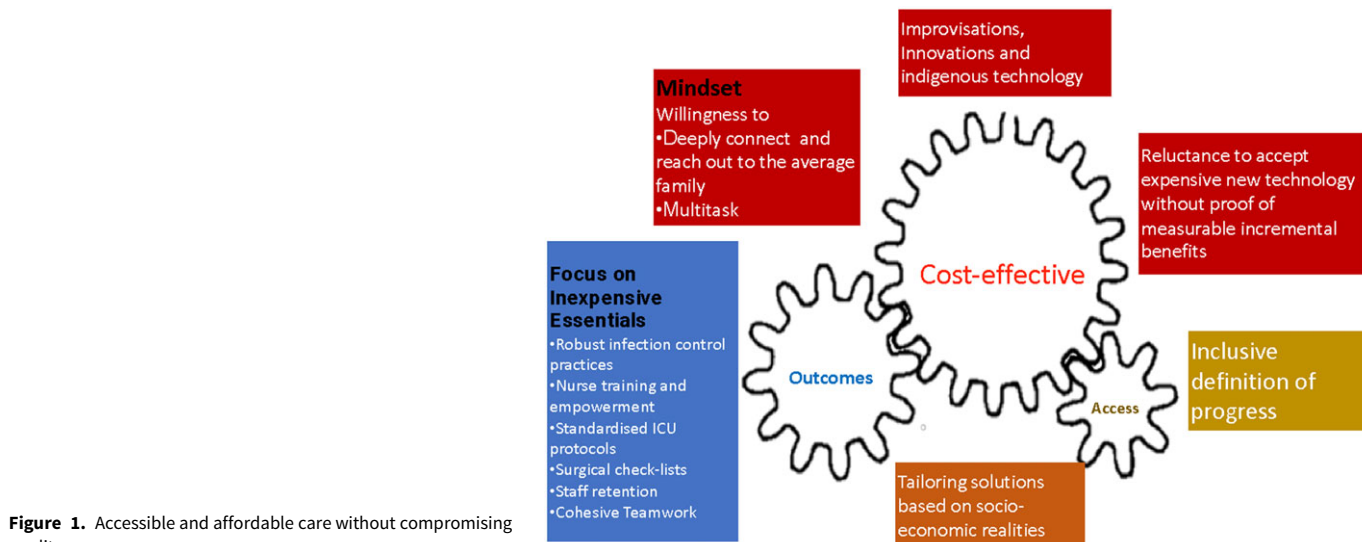 Improvisations,
Innovations and
indigenous technology
Mindset
Willingness to
•Deeply connect and
reach out to the average
family
•Multitask
Reluctance to accept
expensive new technology
without proof of
measurable incremental
benefits
Cost-effective
Focus on
Inexpensive
Essentials
•Robust infection control
practices
•Nurse training and
empowerment
•Standardised ICU
protocols
•Surgical check-lists
•Staff retention
•Cohesive Teamwork
Outcomes
Access
Inclusive
definition of
progress
Tailoring solutions
based on socio-
economic realities
Figure 1. Accessible and affordable care without compromising